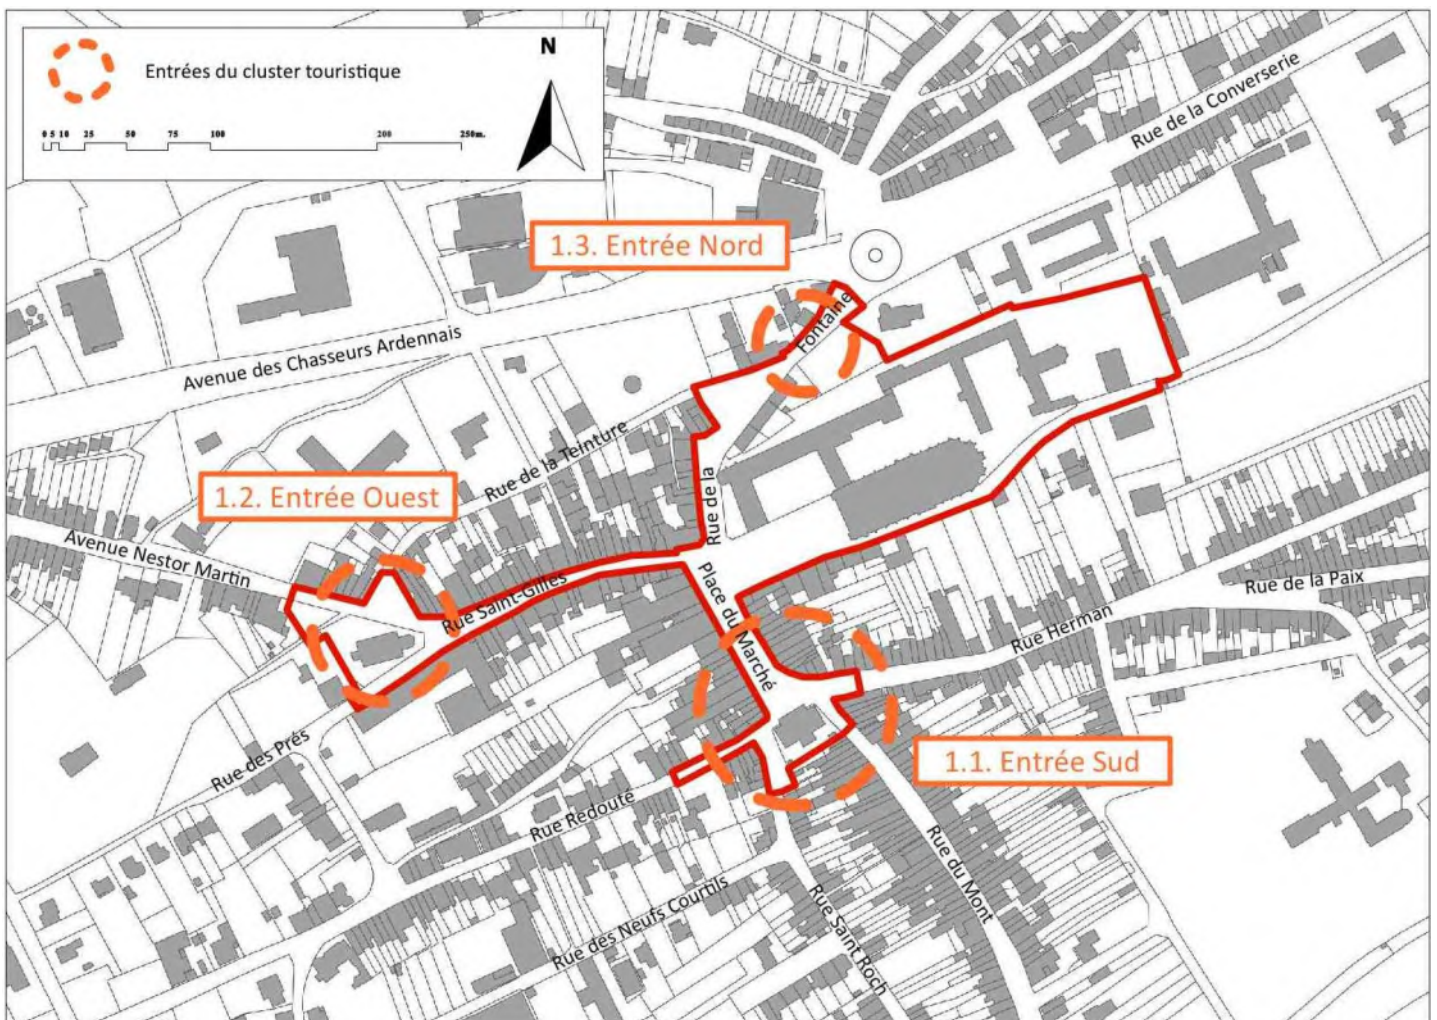 N
Entrées du cluster touristique
0 5 10 25 50 75 100 200 250m.
Rue de la Converserie
1.3. Entrée Nord
Fontaine
Avenue des Chasseurs Ardennais
Rue de la Teinture
1.2. Entrée Ouest
Rue de la
Avenue Nestor Martin
Rue Saint-Gilles
Place du Marché
Rue de la Paix
Rue Herman
Rue des Prés
1.1. Entrée Sud
Rue Redouté
Rue du Mont
Rue des Neufs Courtils
Rue Saint Roch